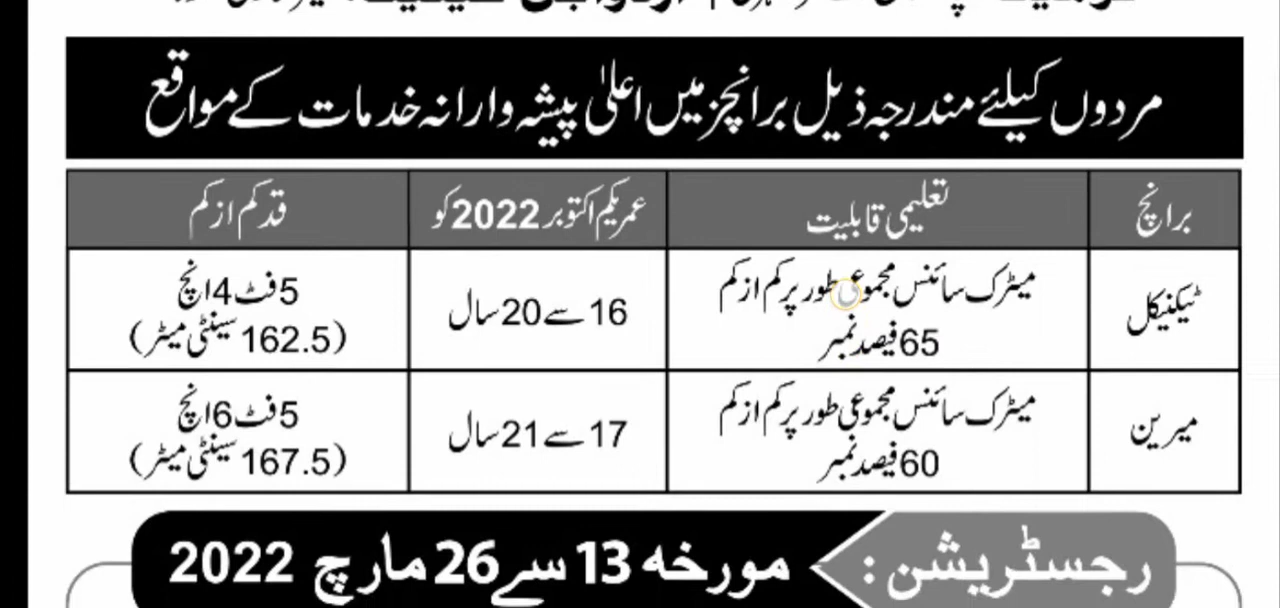 مردوں کیلئے مندرجہ ذیل برانچز میں اعلیٰ پیشہ وارانہ خدمات کے مواقع
برانچ تعلیمی قابلیت عمر یکم اکتوبر 2022 کو قد کم از کم
ٹیکنیکل میٹرک سائنس مجموعی طور پر کم از کم 65 فیصد نمبر 16 سے 20 سال 5 فٹ 4 انچ (162.5 سینٹی میٹر)
میرین میٹرک سائنس مجموعی طور پر کم از کم 60 فیصد نمبر 17 سے 21 سال 5 فٹ 6 انچ (167.5 سینٹی میٹر)
رجسٹریشن: مورخہ 13 سے 26 مارچ 2022